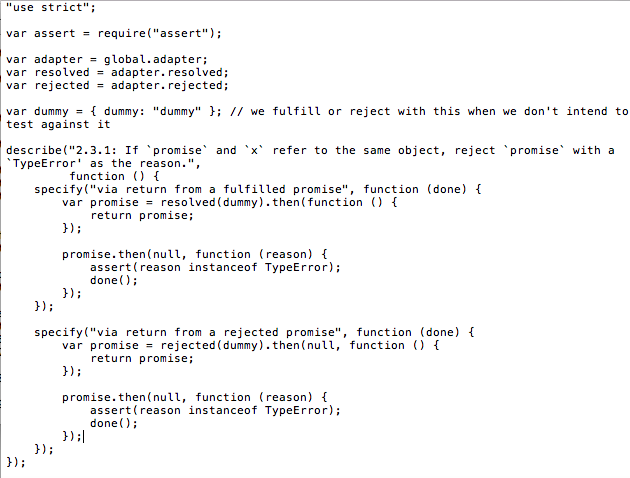 "use strict";

var assert = require("assert");

var adapter = global.adapter;
var resolved = adapter.resolved;
var rejected = adapter.rejected;

var dummy = { dummy: "dummy" }; // we fulfill or reject with this when we don't intend to
test against it

describe("2.3.1: If `promise` and `x` refer to the same object, reject `promise` with a
`TypeError' as the reason.",
         function () {
    specify("via return from a fulfilled promise", function (done) {
        var promise = resolved(dummy).then(function () {
            return promise;
        });

        promise.then(null, function (reason) {
            assert(reason instanceof TypeError);
            done();
        });
    });

    specify("via return from a rejected promise", function (done) {
        var promise = rejected(dummy).then(null, function () {
            return promise;
        });

        promise.then(null, function (reason) {
            assert(reason instanceof TypeError);
            done();
        });
    });
});